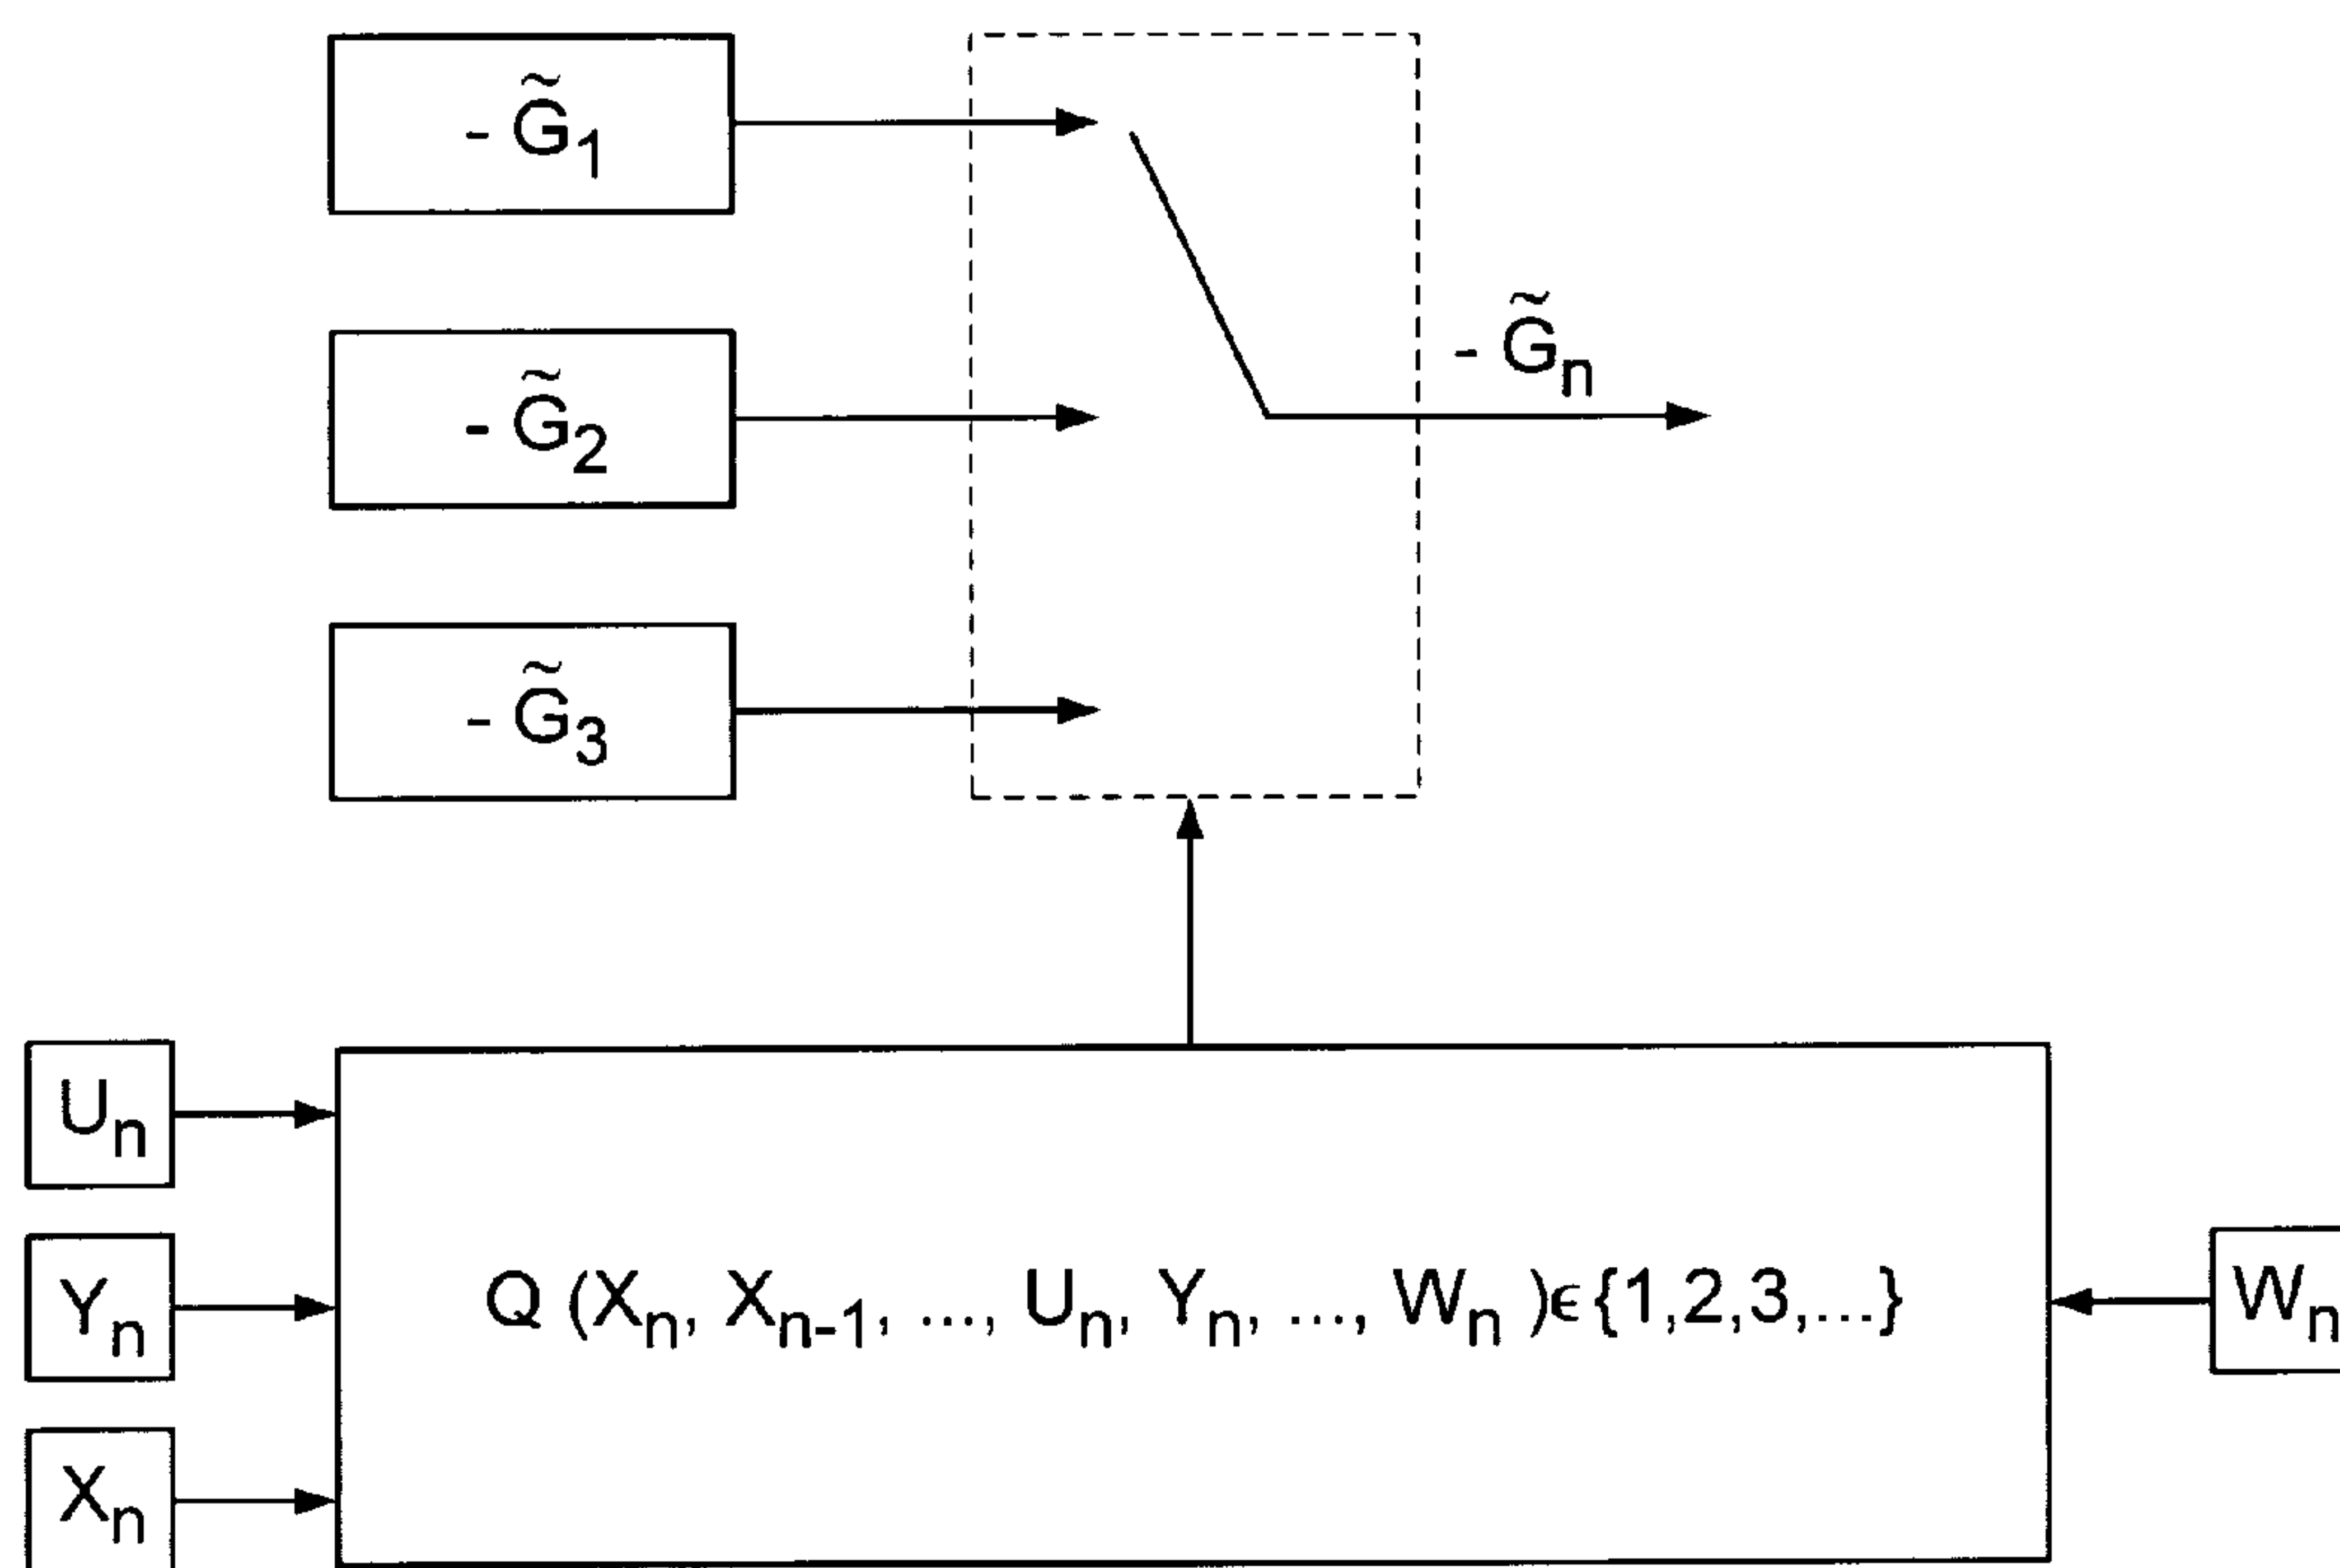 - G̃1
- G̃n
- G̃2
- G̃3
Un
Yn
Q (Xn, Xn-1, ..., Un, Yn, ..., Wn )ϵ {1,2,3,...}
Wn
Xn